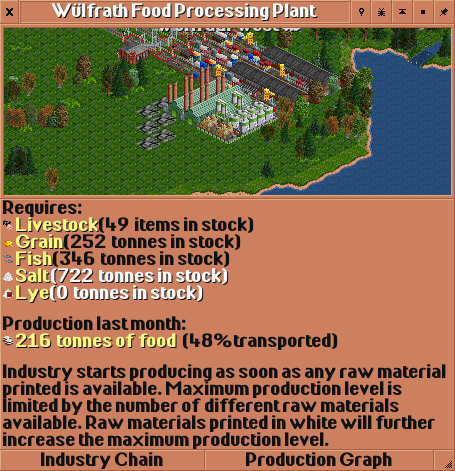 Wülfrath Food Processing Plant
Requires:
Livestock(49 items in stock)
Grain(252 tonnes in stock)
Fish(346 tonnes in stock)
Salt(722 tonnes in stock)
Lye(0 tonnes in stock)
Production last month:
216 tonnes of food (48%transported)
Industry starts producing as soon as any raw material
printed is available. Maximum production level is
limited by the number of different raw materials
available. Raw materials printed in white will further
increase the maximum production level.
Industry Chain
Production Graph